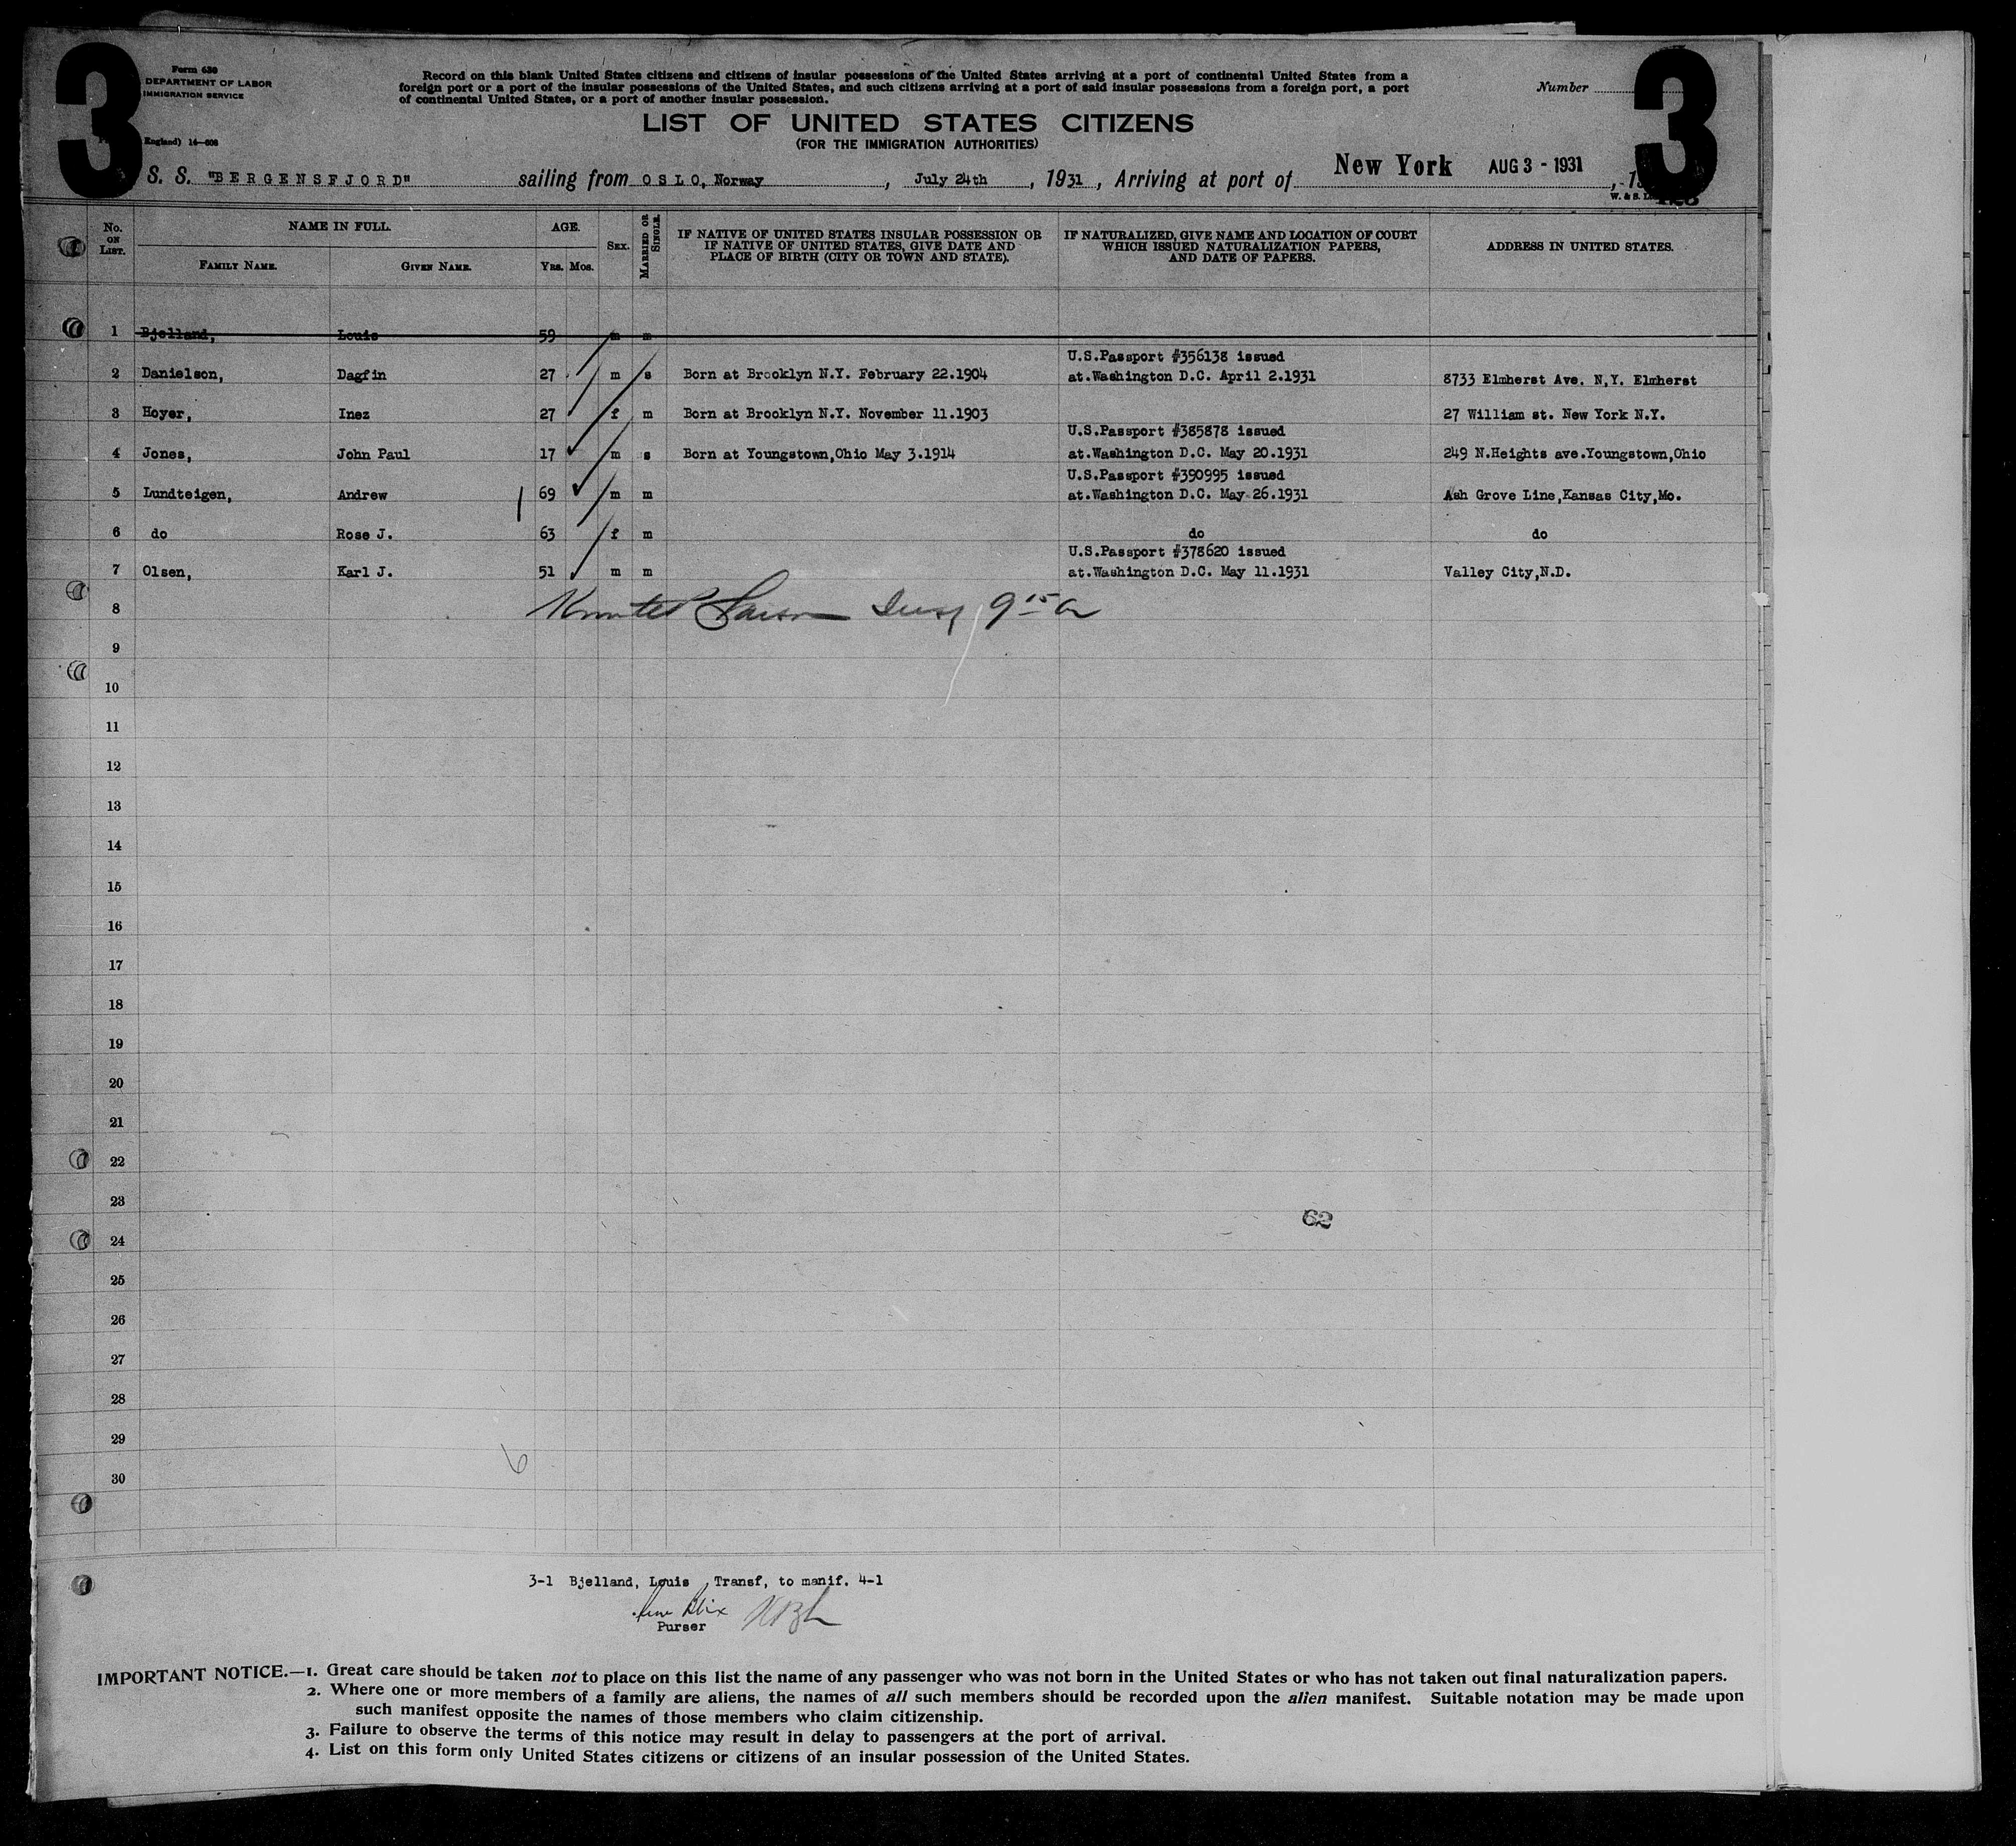 3
3
Form 630
DEPARTMENT OF LABOR
IMMIGRATION SERVICE
England) 14—608
Record on this blank United States citizens and citizens of insular possessions of the United States arriving at a port of continental United States from a
foreign port or a port of the insular possessions of the United States, and such citizens arriving at a port of said insular possessions from a foreign port, a port
of continental United States, or a port of another insular possession.
Number
LIST OF UNITED STATES CITIZENS
(FOR THE IMMIGRATION AUTHORITIES)
S. S. "BERGENSFJORD" sailing from OSLO, Norway, July 24th, 1931, Arriving at port of New York AUG 3 - 1931
W. & S.
No. ON LIST.
NAME IN FULL.
FAMILY NAME. GIVEN NAME.
AGE.
YRS. MOS.
SEX.
MARRIED OR SINGLE.
IF NATIVE OF UNITED STATES INSULAR POSSESSION OR
IF NATIVE OF UNITED STATES, GIVE DATE AND
PLACE OF BIRTH (CITY OR TOWN AND STATE).
IF NATURALIZED, GIVE NAME AND LOCATION OF COURT
WHICH ISSUED NATURALIZATION PAPERS,
AND DATE OF PAPERS.
ADDRESS IN UNITED STATES.
1 Bjelland, Louis 59 m m
U.S.Passport #356138 issued
2 Danielson, Dagfin 27 m s Born at Brooklyn N.Y. February 22.1904 at.Washington D.C. April 2.1931 8733 Elmherst Ave. N,Y. Elmherst
3 Hoyer, Inez 27 f m Born at Brooklyn N.Y. November 11.1903 27 William st. New York N.Y.
U.S.Passport #385878 issued
4 Jones, John Paul 17 m s Born at Youngstown,Ohio May 3.1914 at.Washington D.C. May 20.1931 249 N.Heights ave.Youngstown,Ohio
U.S.Passport #390995 issued
5 Lundteigen, Andrew 69 m m at.Washington D.C. May 26.1931 Ash Grove Line,Kansas City,Mo.
6 do Rose J. 63 f m do do
U.S.Passport #378620 issued
7 Olsen, Karl J. 51 m m at.Washington D.C. May 11.1931 Valley City,N.D.
8
9
10
11
12
13
14
15
16
17
18
19
20
21
22
23
62
24
25
26
27
28
29
6
30
3-1 Bjelland, Louis , Transf, to manif. 4-1
Purser
IMPORTANT NOTICE.—1. Great care should be taken not to place on this list the name of any passenger who was not born in the United States or who has not taken out final naturalization papers.
2. Where one or more members of a family are aliens, the names of all such members should be recorded upon the alien manifest. Suitable notation may be made upon
such manifest opposite the names of those members who claim citizenship.
3. Failure to observe the terms of this notice may result in delay to passengers at the port of arrival.
4. List on this form only United States citizens or citizens of an insular possession of the United States.